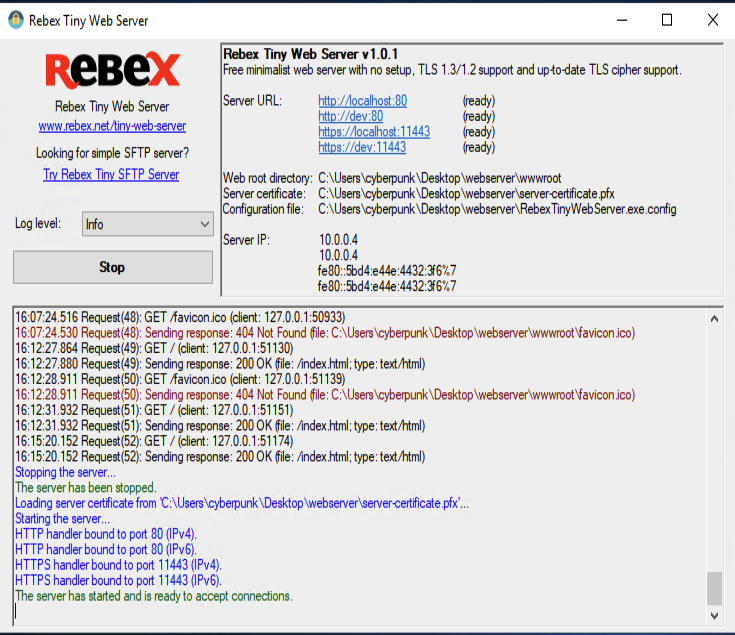 Rebex Tiny Web Server
REBEX
Rebex Tiny Web Server
www.rebex.net/tiny-web-server
Looking for simple SFTP server?
Try Rebex Tiny SFTP Server
Log level: Info
Stop
Rebex Tiny Web Server v1.0.1
Free minimalist web server with no setup, TLS 1.3/1.2 support and up-to-date TLS cipher support.
Server URL: http://localhost:80 (ready)
http://dev:80 (ready)
https://localhost:11443 (ready)
https://dev:11443 (ready)
Web root directory: C:\Users\cyberpunk\Desktop\webserver\wwwroot
Server certificate: C:\Users\cyberpunk\Desktop\webserver\server-certificate.pfx
Configuration file: C:\Users\cyberpunk\Desktop\webserver\RebexTinyWebServer.exe.config
Server IP: 10.0.0.4
10.0.0.4
fe80::5bd4:e44e:4432:3f6%7
fe80::5bd4:e44e:4432:3f6%7
16:07:24.516 Request(48): GET /favicon.ico (client: 127.0.0.1:50933)
16:07:24.530 Request(48): Sending response: 404 Not Found (file: C:\Users\cyberpunk\Desktop\webserver\wwwroot\favicon.ico)
16:12:27.864 Request(49): GET / (client: 127.0.0.1:51130)
16:12:27.880 Request(49): Sending response: 200 OK (file: /index.html; type: text/html)
16:12:28.911 Request(50): GET /favicon.ico (client: 127.0.0.1:51139)
16:12:28.911 Request(50): Sending response: 404 Not Found (file: C:\Users\cyberpunk\Desktop\webserver\wwwroot\favicon.ico)
16:12:31.932 Request(51): GET / (client: 127.0.0.1:51151)
16:12:31.932 Request(51): Sending response: 200 OK (file: /index.html; type: text/html)
16:15:20.152 Request(52): GET / (client: 127.0.0.1:51174)
16:15:20.152 Request(52): Sending response: 200 OK (file: /index.html; type: text/html)
Stopping the server...
The server has been stopped.
Loading server certificate from 'C:\Users\cyberpunk\Desktop\webserver\server-certificate.pfx'...
Starting the server...
HTTP handler bound to port 80 (IPv4).
HTTP handler bound to port 80 (IPv6).
HTTPS handler bound to port 11443 (IPv4).
HTTPS handler bound to port 11443 (IPv6).
The server has started and is ready to accept connections.